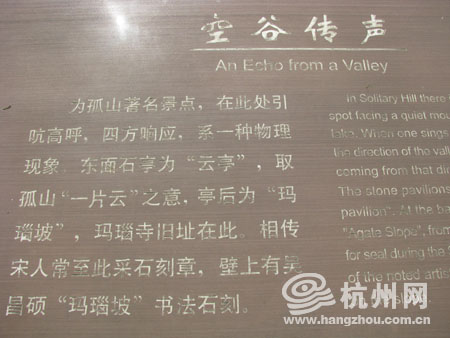 空谷传声
An Echo from a Valley
为孤山著名景点，在此处引
吭高呼，四方响应，系一种物理
现象。东面石亭为“云亭”，取
孤山“一片云”之意，亭后为“玛
瑙坡”，玛瑙寺旧址在此。相传
宋人常至此采石刻章，壁上有吴
昌硕“玛瑙坡”书法石刻。
In Solitary Hill there
spot facing a quiet mou
lake. When one sings
the direction of the vall
coming from that di
The stone pavilions
pavilion". At the ba
"Agate Slope", from
for seal during the
of the noted artis
杭州网
www.hangzhou.com.cn